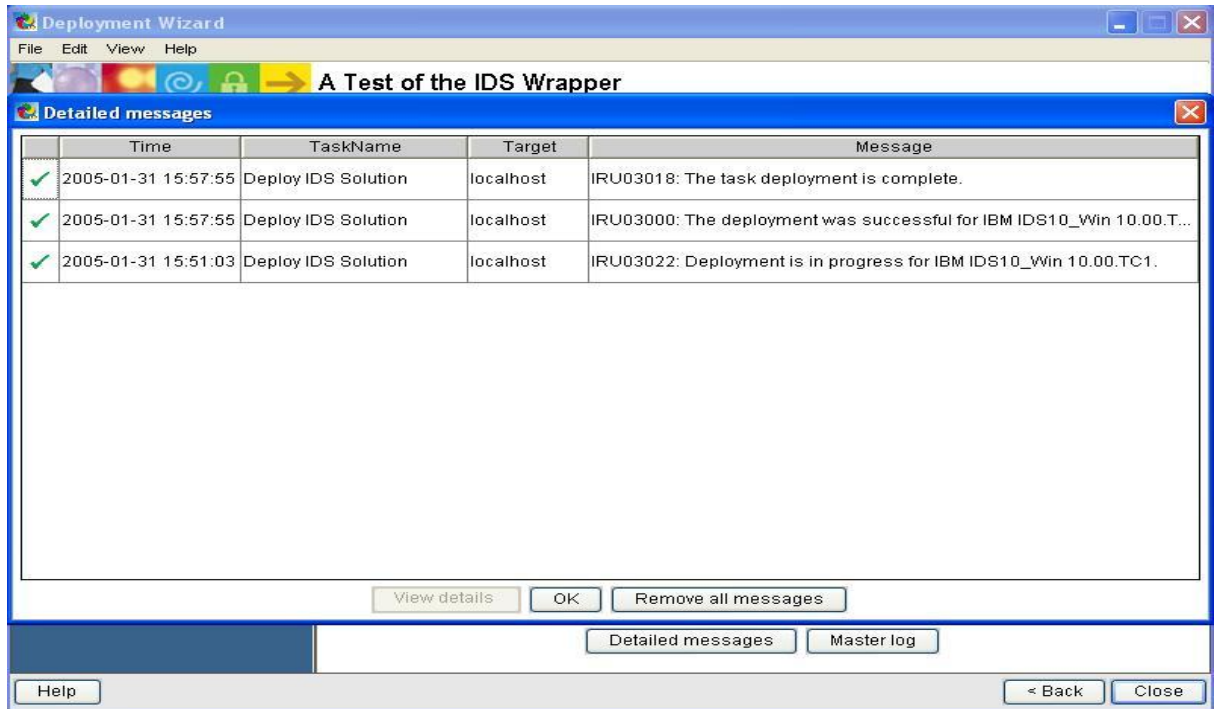 Deployment Wizard
File Edit View Help
A Test of the IDS Wrapper
Detailed messages
Time TaskName Target Message
2005-01-31 15:57:55 Deploy IDS Solution localhost IRU03018: The task deployment is complete.
2005-01-31 15:57:55 Deploy IDS Solution localhost IRU03000: The deployment was successful for IBM IDS10_Win 10.00.T...
2005-01-31 15:51:03 Deploy IDS Solution localhost IRU03022: Deployment is in progress for IBM IDS10_Win 10.00.TC1.
View details OK Remove all messages
Detailed messages Master log
Help < Back Close